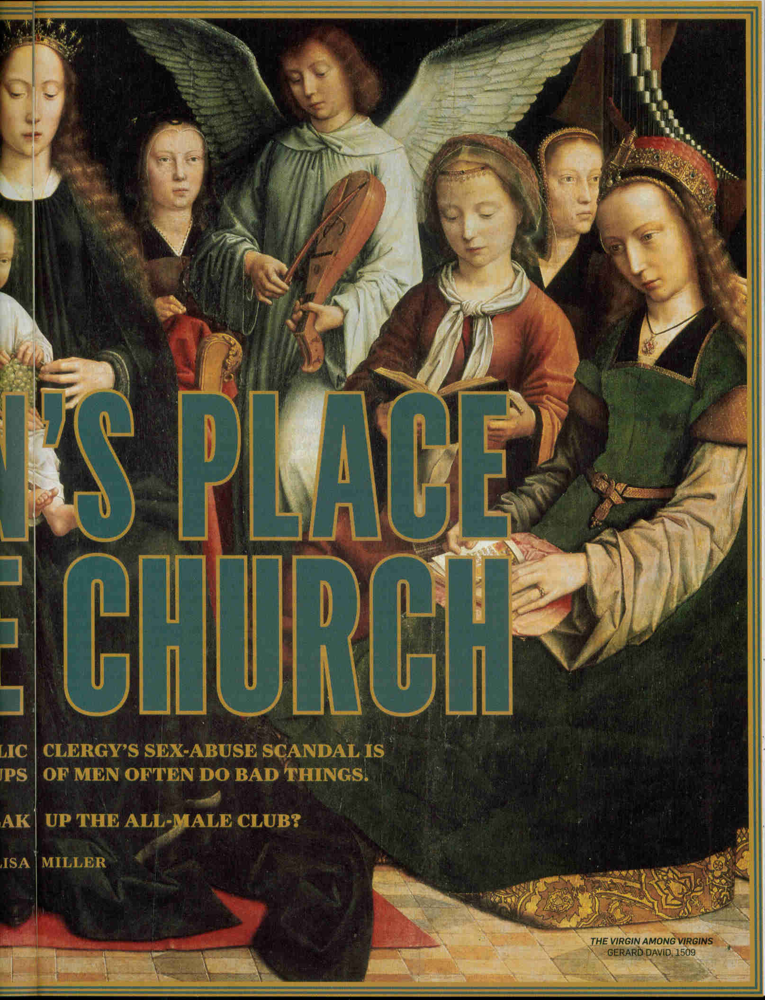 N'S PLACE
E CHURCH
LIC CLERGY'S SEX-ABUSE SCANDAL IS
UPS OF MEN OFTEN DO BAD THINGS.
EAK UP THE ALL-MALE CLUB?
LISA MILLER
THE VIRGIN AMONG VIRGINS
GERARD DAVID, 1509